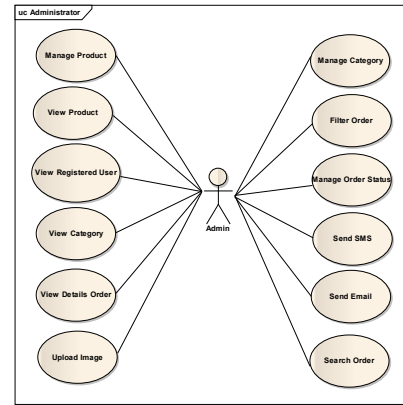 uc Administrator
Manage Product
View Product
View Registered User
View Category
View Details Order
Upload Image
Admin
Manage Category
Filter Order
Manage Order Status
Send SMS
Send Email
Search Order